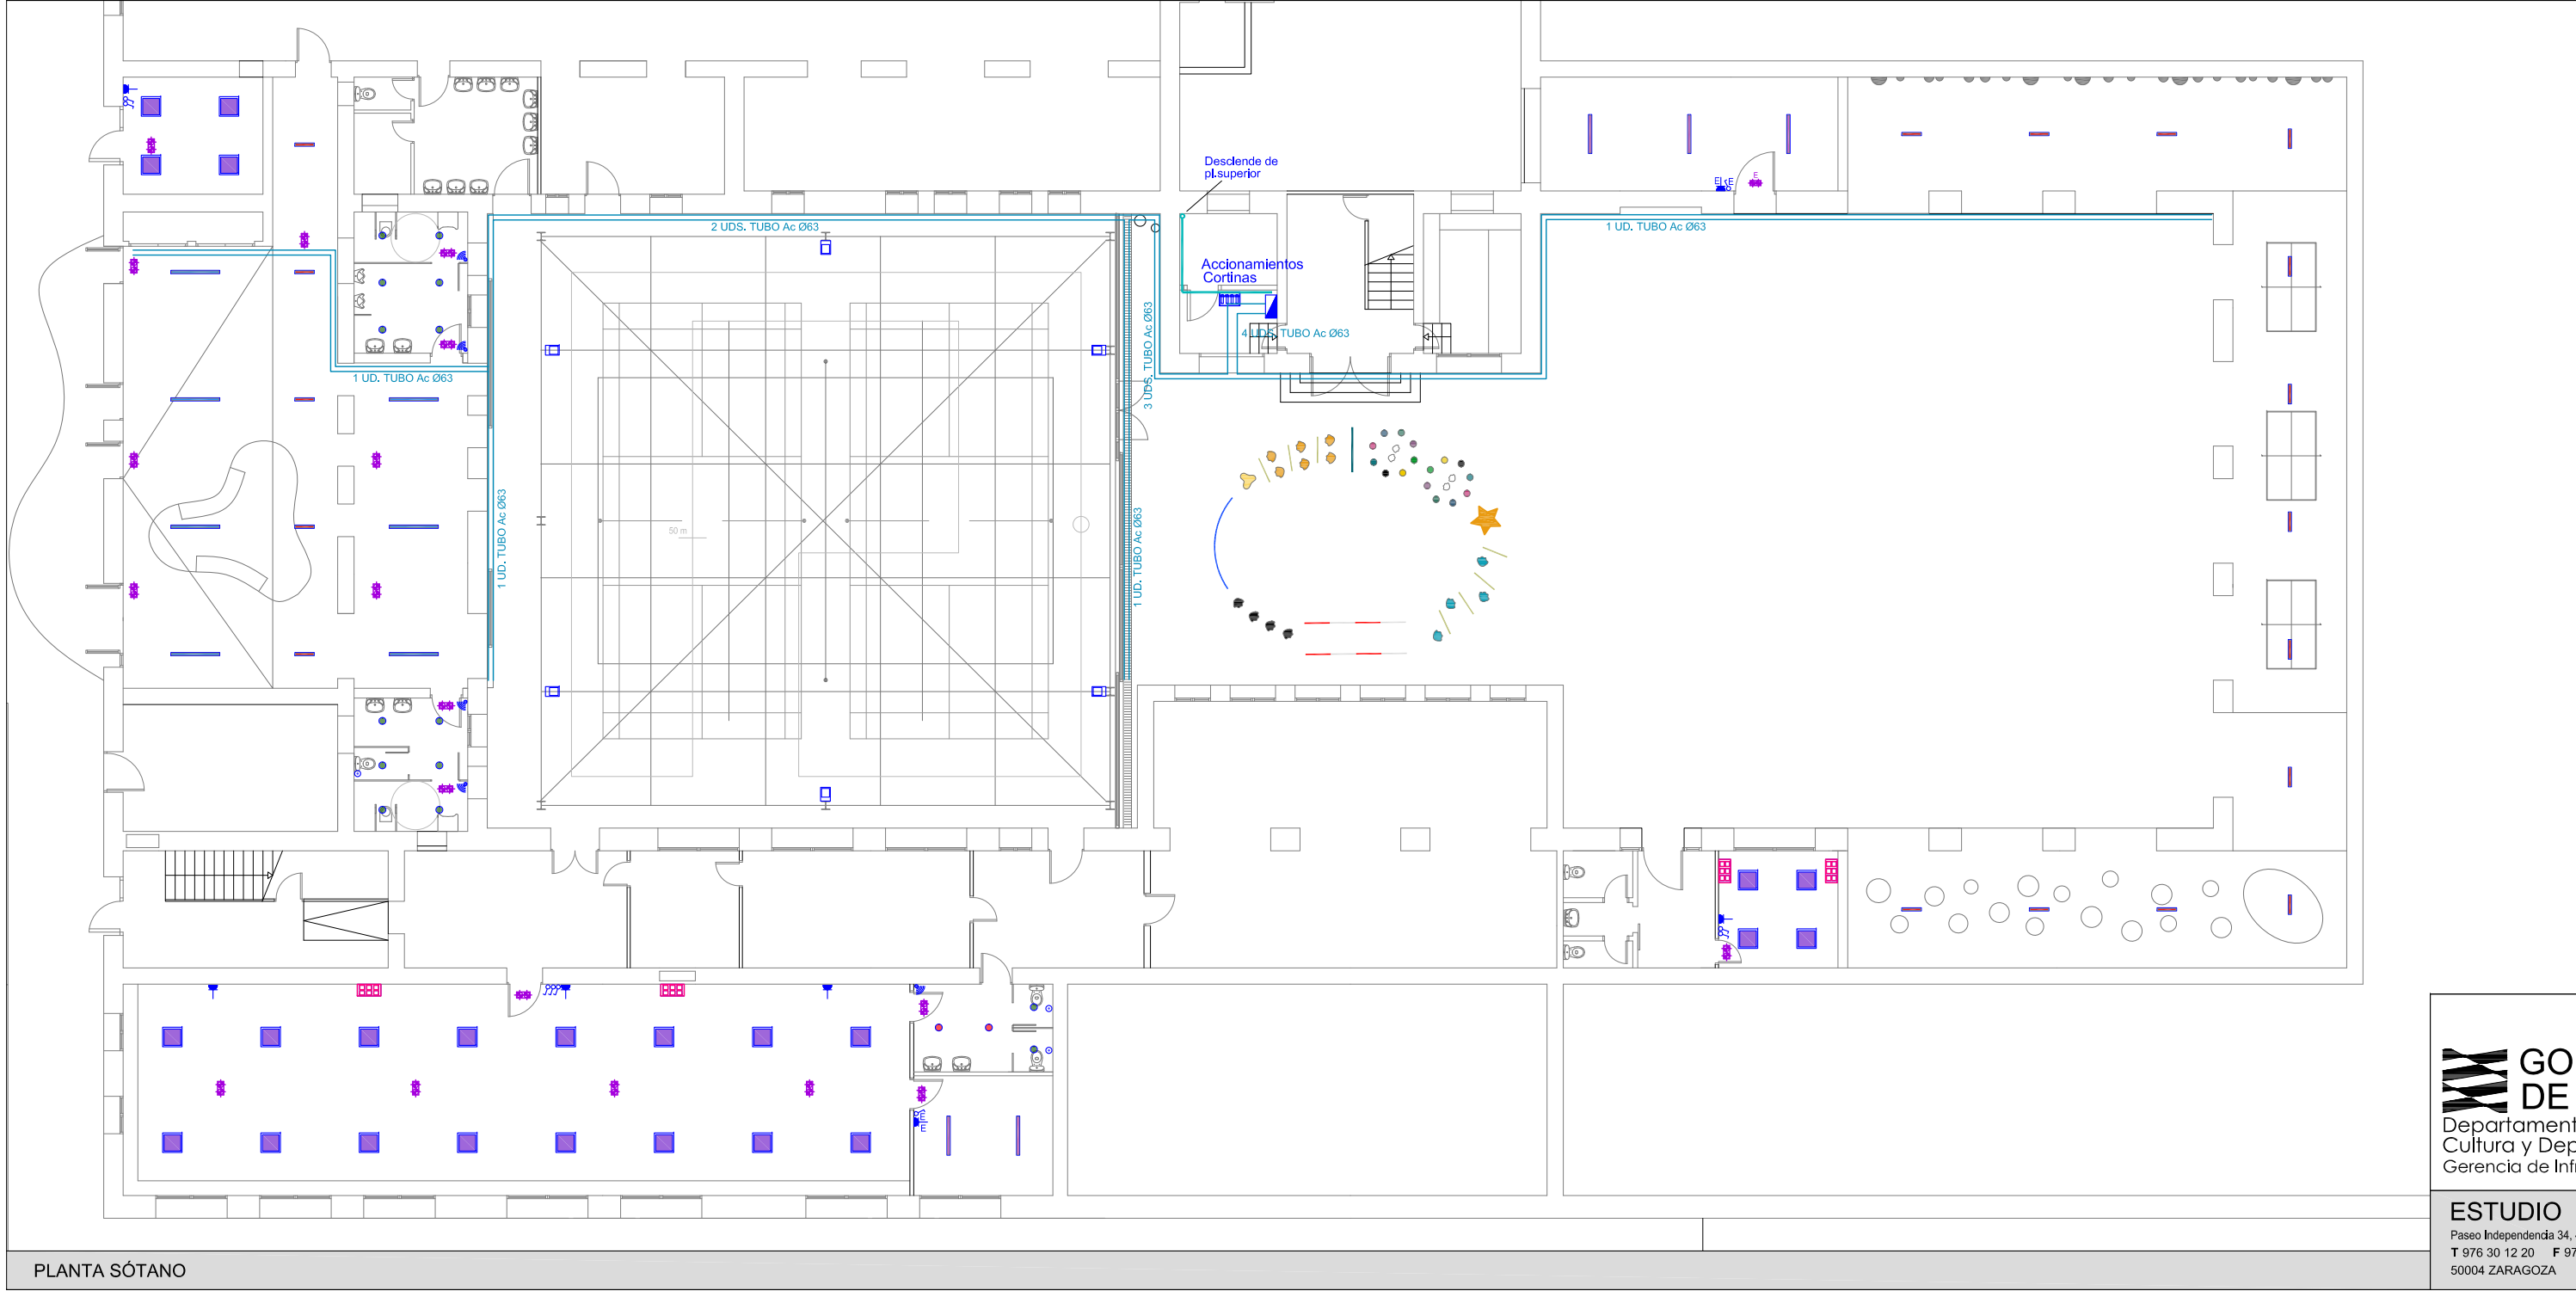 Desciende de
pl.superior
2 UDS. TUBO Ac Ø63
1 UD. TUBO Ac Ø63
Accionamientos
Cortinas
4 UDS. TUBO Ac Ø63
3 UDS. TUBO Ac Ø63
1 UD. TUBO Ac Ø63
1 UD. TUBO Ac Ø63
1 UD. TUBO Ac Ø63
50 m
E
E
E
E
E
GO
DE
Departament
Cultura y Dep
Gerencia de Inf
ESTUDIO
Paseo Independencia 34,
T 976 30 12 20 F 97
50004 ZARAGOZA
PLANTA SÓTANO